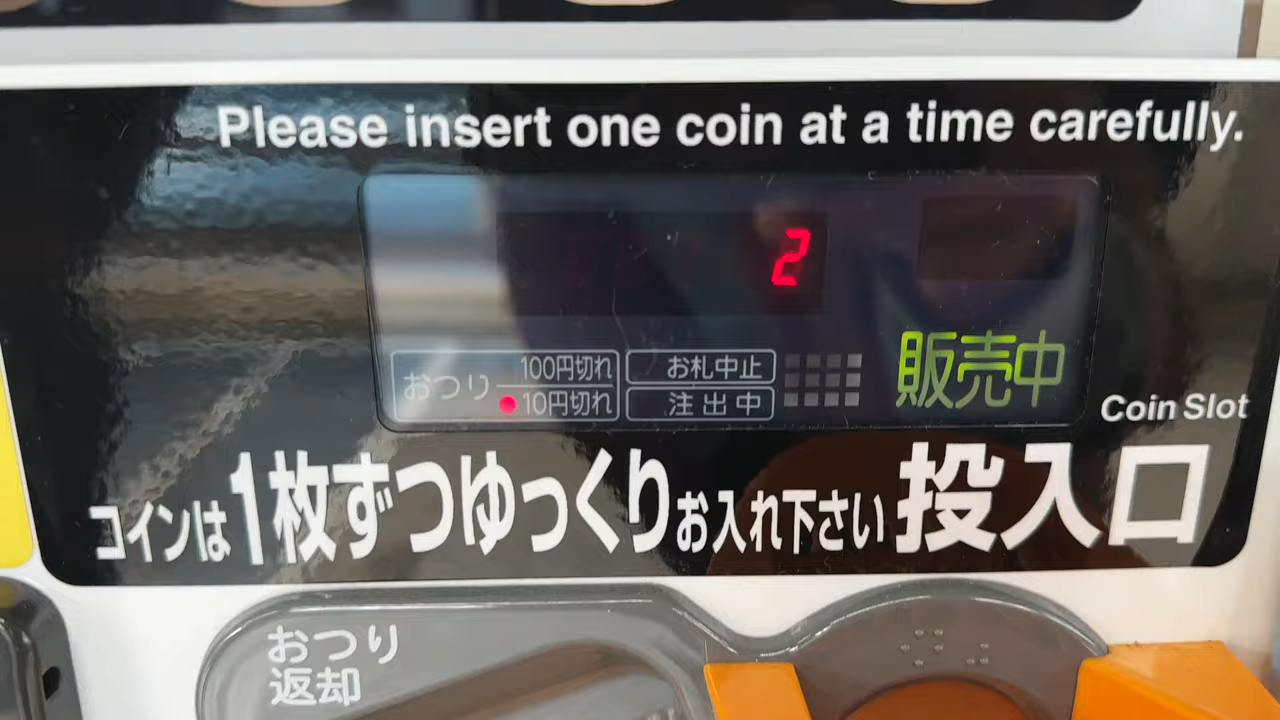 Please insert one coin at a time carefully.
2
おつり
100円切れ
10円切れ
お札中止
注出中
販売中
Coin Slot
コインは1枚ずつゆっくりお入れ下さい 投入口
おつり
返却